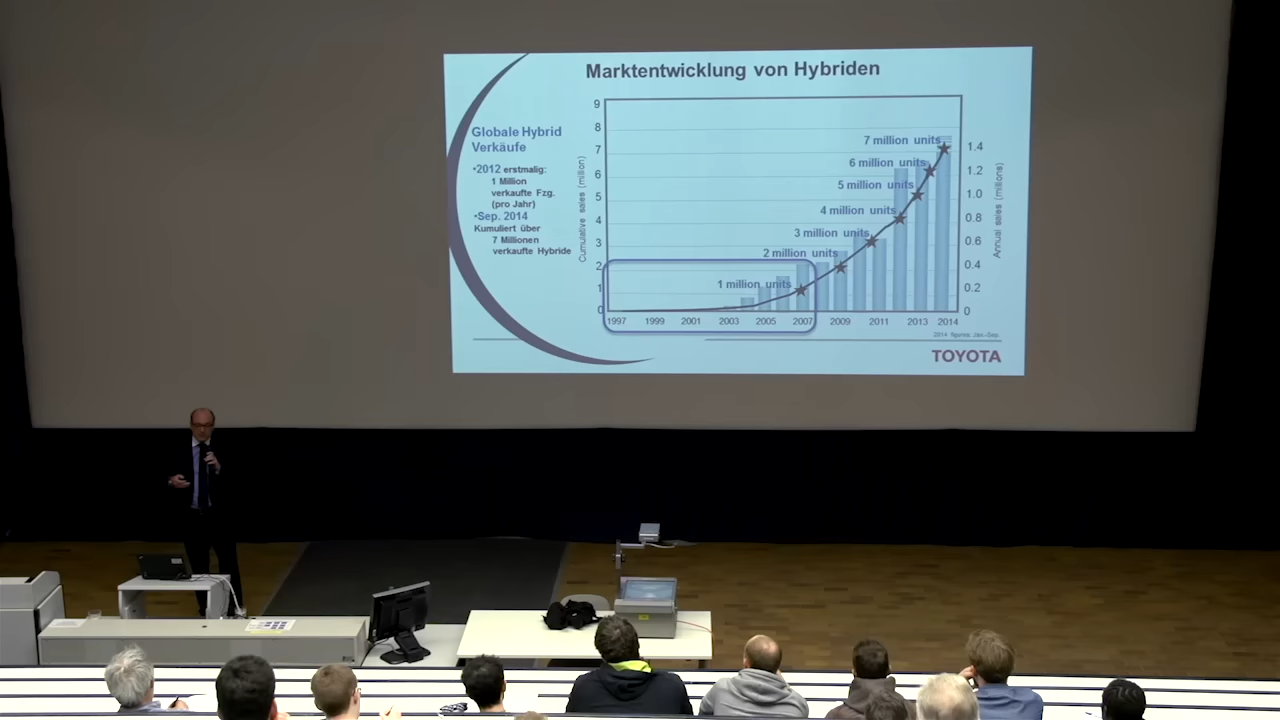 Marktentwicklung von Hybriden
Globale Hybrid
Verkäufe
•2012 erstmalig:
1 Million
verkaufte Fzg.
(pro Jahr)
•Sep. 2014
Kumuliert über
7 Millionen
verkaufte Hybride
Cumulative sales (million)
9
8
7
6
5
4
3
2
1
0
7 million units
6 million units
5 million units
4 million units
3 million units
2 million units
1 million units
1.4
1.2
1.0
0.8
0.6
0.4
0.2
0
Annual sales (millions)
1997 1999 2001 2003 2005 2007 2009 2011 2013 2014
2014 figures: Jan.-Sep.
TOYOTA